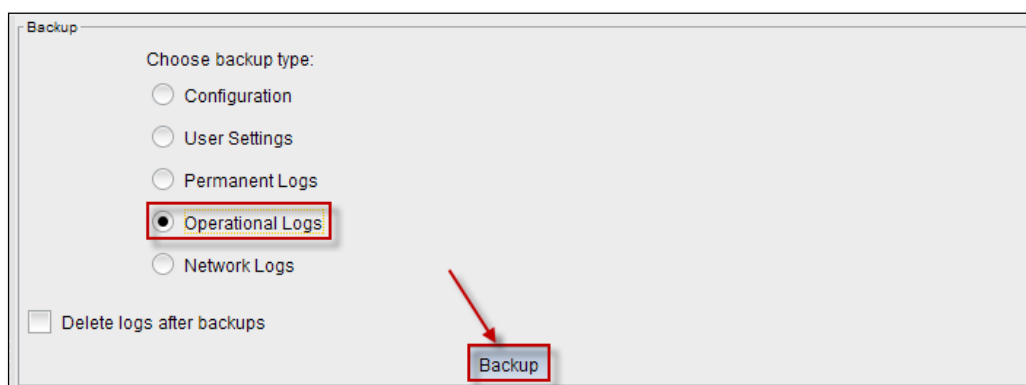 Backup
Choose backup type:
Configuration
User Settings
Permanent Logs
Operational Logs
Network Logs
Delete logs after backups
Backup